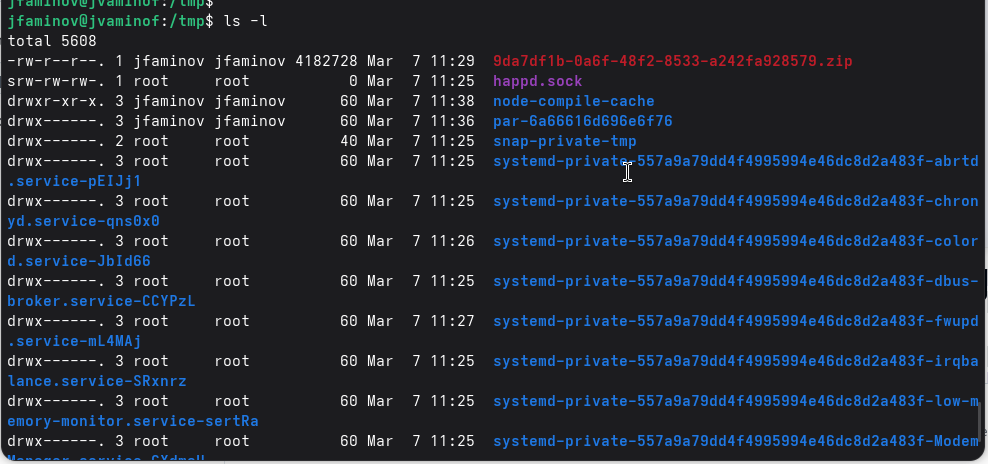 jfaminov@jvaminof:/tmp$
jfaminov@jvaminof:/tmp$ ls -l
total 5608
-rw-r--r--. 1 jfaminov jfaminov 4182728 Mar  7 11:29  9da7df1b-0a6f-48f2-8533-a242fa928579.zip
srw-rw-rw-. 1 root     root           0 Mar  7 11:25  happd.sock
drwxr-xr-x. 3 jfaminov jfaminov      60 Mar  7 11:38  node-compile-cache
drwx------. 3 jfaminov jfaminov      60 Mar  7 11:36  par-6a66616d696e6f76
drwx------. 2 root     root          40 Mar  7 11:25  snap-private-tmp
drwx------. 3 root     root          60 Mar  7 11:25  systemd-private-557a9a79dd4f4995994e46dc8d2a483f-abrtd
.service-pEIJj1
drwx------. 3 root     root          60 Mar  7 11:25  systemd-private-557a9a79dd4f4995994e46dc8d2a483f-chron
yd.service-qns0x0
drwx------. 3 root     root          60 Mar  7 11:26  systemd-private-557a9a79dd4f4995994e46dc8d2a483f-color
d.service-JbId66
drwx------. 3 root     root          60 Mar  7 11:25  systemd-private-557a9a79dd4f4995994e46dc8d2a483f-dbus-
broker.service-CCYPzL
drwx------. 3 root     root          60 Mar  7 11:27  systemd-private-557a9a79dd4f4995994e46dc8d2a483f-fwupd
.service-mL4MAj
drwx------. 3 root     root          60 Mar  7 11:25  systemd-private-557a9a79dd4f4995994e46dc8d2a483f-irqba
lance.service-SRxnrz
drwx------. 3 root     root          60 Mar  7 11:25  systemd-private-557a9a79dd4f4995994e46dc8d2a483f-low-m
emory-monitor.service-sertRa
drwx------. 3 root     root          60 Mar  7 11:25  systemd-private-557a9a79dd4f4995994e46dc8d2a483f-Modem